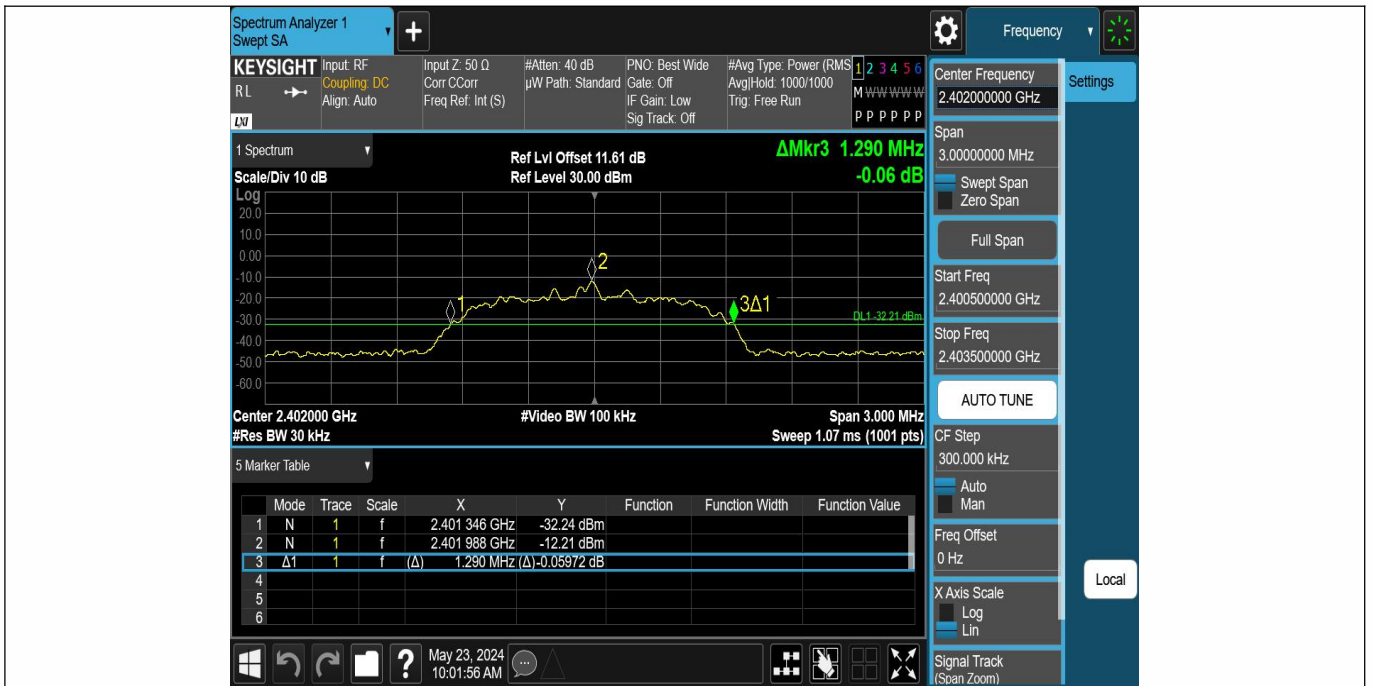 Spectrum Analyzer 1
Swept SA
+
Frequency
KEYSIGHT
RL
LXI
Input: RF
Coupling: DC
Align: Auto
Input Z: 50 Ω
Corr CCorr
Freq Ref: Int (S)
#Atten: 40 dB
µW Path: Standard
PNO: Best Wide
Gate: Off
IF Gain: Low
Sig Track: Off
#Avg Type: Power (RMS
Avg|Hold: 1000/1000
Trig: Free Run
1 2 3 4 5 6
M W W W W W
P P P P P P
1 Spectrum
Scale/Div 10 dB
Ref Lvl Offset 11.61 dB
Ref Level 30.00 dBm
ΔMkr3 1.290 MHz
-0.06 dB
Log
20.0
10.0
0.00
-10.0
-20.0
-30.0
-40.0
-50.0
-60.0
1
2
3Δ1
DL1 -32.21 dBm
Center 2.402000 GHz
#Video BW 100 kHz
Span 3.000 MHz
#Res BW 30 kHz
Sweep 1.07 ms (1001 pts)
5 Marker Table
Mode Trace Scale X Y Function Function Width Function Value
1 N 1 f 2.401 346 GHz -32.24 dBm
2 N 1 f 2.401 988 GHz -12.21 dBm
3 Δ1 1 f (Δ) 1.290 MHz (Δ) -0.05972 dB
4
5
6
?
May 23, 2024
10:01:56 AM
Center Frequency
2.402000000 GHz
Settings
Span
3.00000000 MHz
Swept Span
Zero Span
Full Span
Start Freq
2.400500000 GHz
Stop Freq
2.403500000 GHz
AUTO TUNE
CF Step
300.000 kHz
Auto
Man
Freq Offset
0 Hz
Local
X Axis Scale
Log
Lin
Signal Track
(Span Zoom)